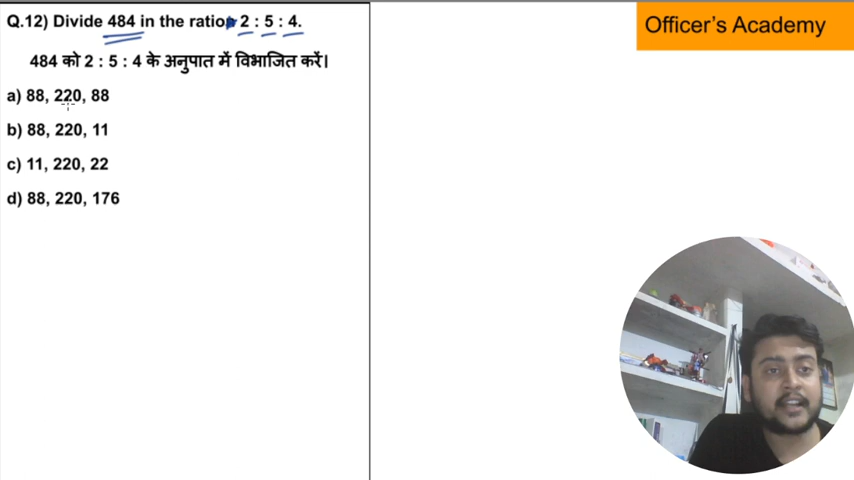 Q.12) Divide 484 in the ratio 2 : 5 : 4.
484 को 2 : 5 : 4 के अनुपात में विभाजित करें।
a) 88, 220, 88
b) 88, 220, 11
c) 11, 220, 22
d) 88, 220, 176
Officer's Academy